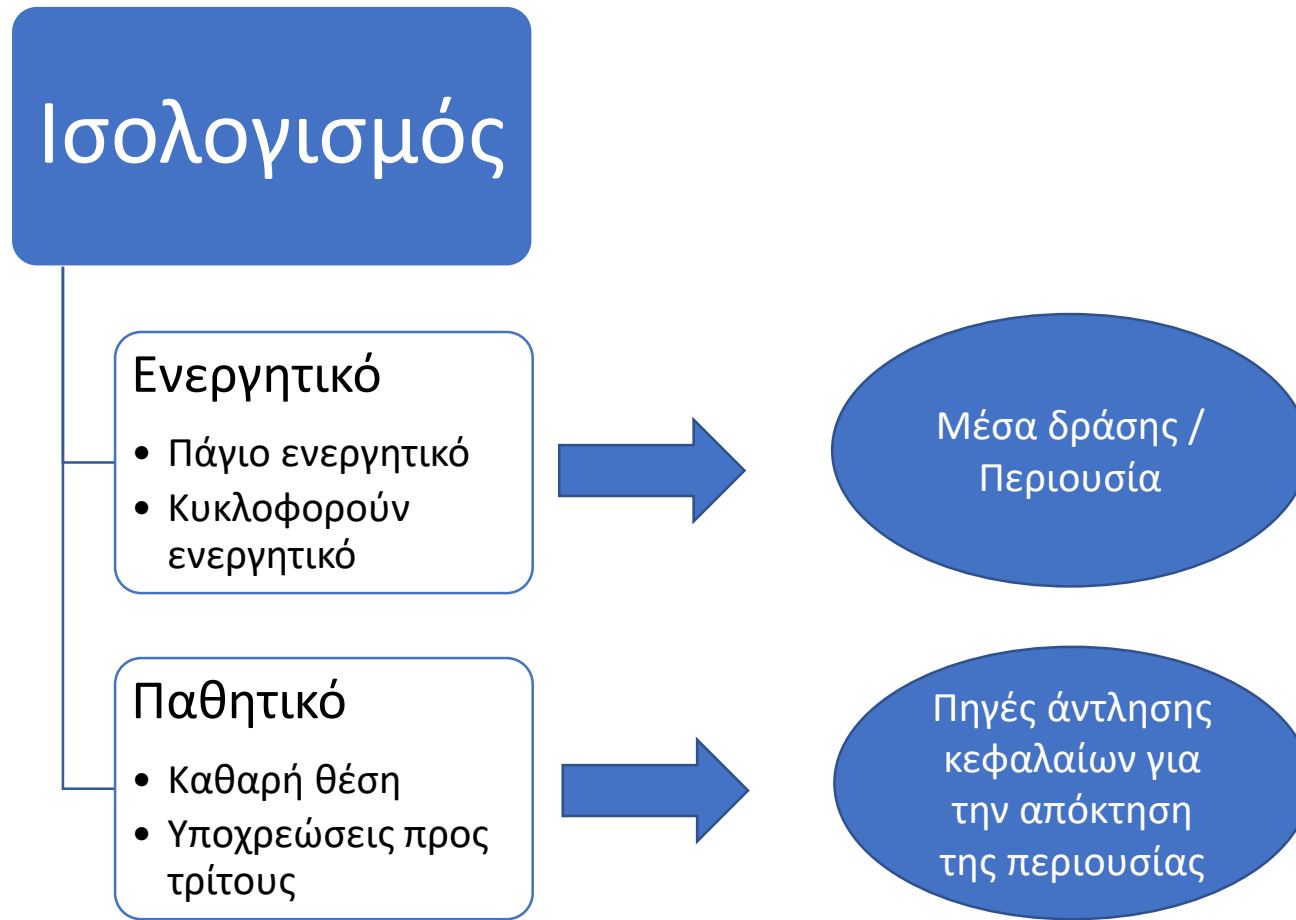 Ισολογισμός
Ενεργητικό
• Πάγιο ενεργητικό
• Κυκλοφορούν
ενεργητικό
Μέσα δράσης /
Περιουσία
Παθητικό
• Καθαρή θέση
• Υποχρεώσεις προς
τρίτους
Πηγές άντλησης
κεφαλαίων για
την απόκτηση
της περιουσίας